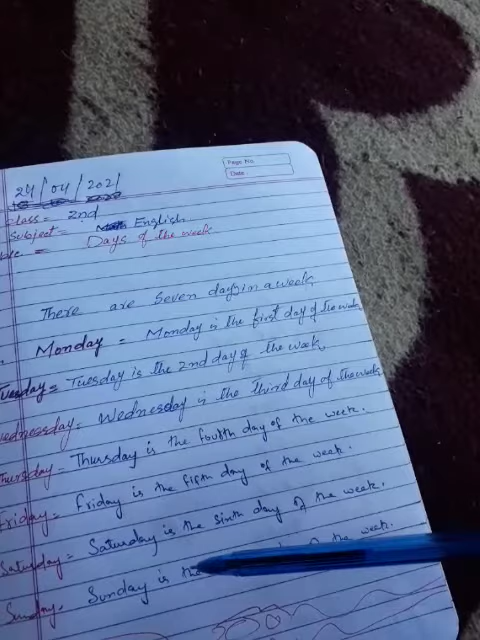 Page No.
Date
24/04/2021
Class = 2nd
Subject = English
= Days of the week
There are Seven days in a week
Monday = Monday is the first day of the week
Tuesday = Tuesday is the 2nd day of the week
Wednesday = Wednesday is the third day of the week
Thursday = Thursday is the fourth day of the week.
Friday = Friday is the fifth day of the week.
Saturday = Saturday is the sixth day of the week.
Sunday = Sunday is the of the week.